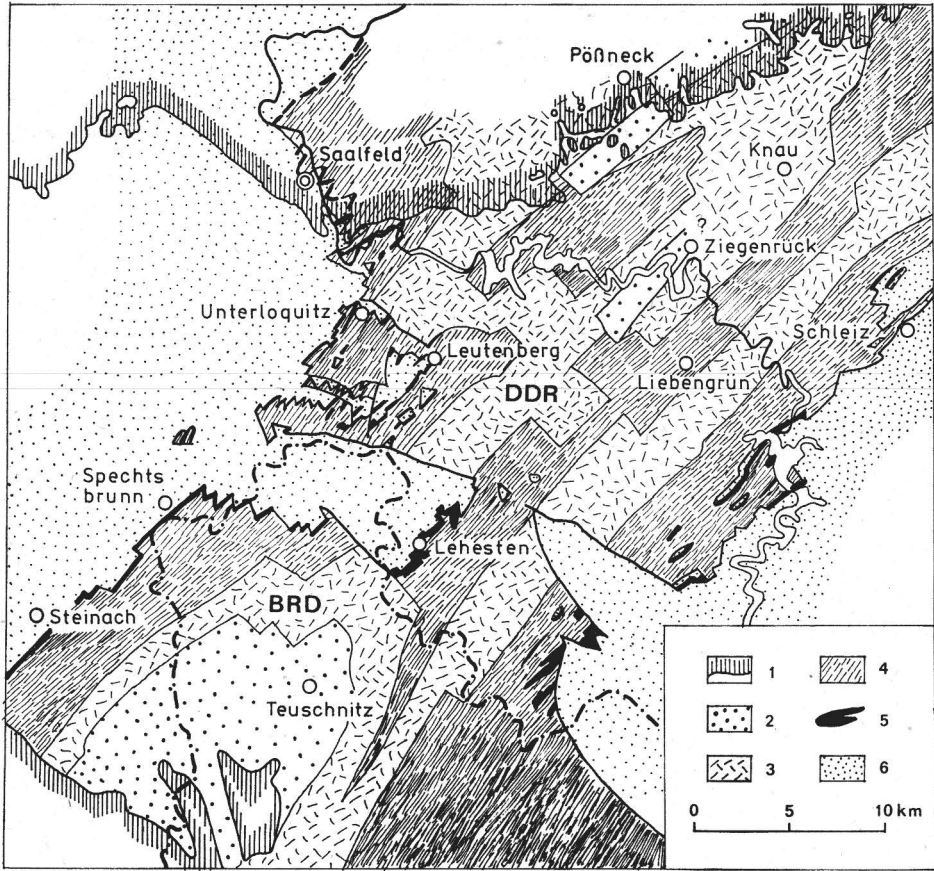 Pößneck
Saalfeld
Knau
?
Ziegenrück
Unterloquitz
Leutenberg
Schleiz
Liebengrün
DDR
Spechts
brunn
Lehesten
BRD
Steinach
Teuschnitz
1
4
2
5
3
6
0 5 10 km